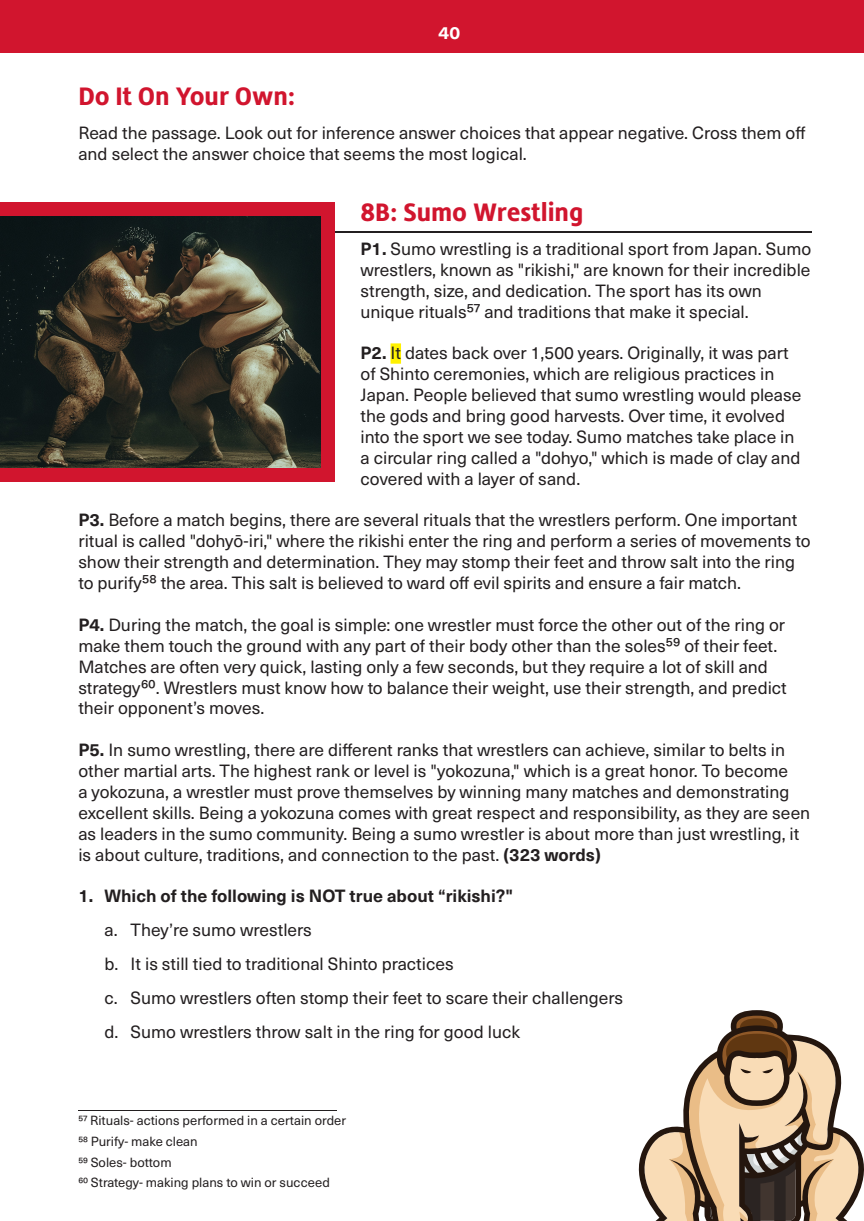 40
Do It On Your Own:
Read the passage. Look out for inference answer choices that appear negative. Cross them off
and select the answer choice that seems the most logical.
8B: Sumo Wrestling
P1. Sumo wrestling is a traditional sport from Japan. Sumo
wrestlers, known as "rikishi," are known for their incredible
strength, size, and dedication. The sport has its own
unique rituals⁵⁷ and traditions that make it special.
P2. It dates back over 1,500 years. Originally, it was part
of Shinto ceremonies, which are religious practices in
Japan. People believed that sumo wrestling would please
the gods and bring good harvests. Over time, it evolved
into the sport we see today. Sumo matches take place in
a circular ring called a "dohyo," which is made of clay and
covered with a layer of sand.
P3. Before a match begins, there are several rituals that the wrestlers perform. One important
ritual is called "dohyō-iri," where the rikishi enter the ring and perform a series of movements to
show their strength and determination. They may stomp their feet and throw salt into the ring
to purify⁵⁸ the area. This salt is believed to ward off evil spirits and ensure a fair match.
P4. During the match, the goal is simple: one wrestler must force the other out of the ring or
make them touch the ground with any part of their body other than the soles⁵⁹ of their feet.
Matches are often very quick, lasting only a few seconds, but they require a lot of skill and
strategy⁶⁰. Wrestlers must know how to balance their weight, use their strength, and predict
their opponent's moves.
P5. In sumo wrestling, there are different ranks that wrestlers can achieve, similar to belts in
other martial arts. The highest rank or level is "yokozuna," which is a great honor. To become
a yokozuna, a wrestler must prove themselves by winning many matches and demonstrating
excellent skills. Being a yokozuna comes with great respect and responsibility, as they are seen
as leaders in the sumo community. Being a sumo wrestler is about more than just wrestling, it
is about culture, traditions, and connection to the past. (323 words)
1. Which of the following is NOT true about “rikishi?"
a. They're sumo wrestlers
b. It is still tied to traditional Shinto practices
c. Sumo wrestlers often stomp their feet to scare their challengers
d. Sumo wrestlers throw salt in the ring for good luck
⁵⁷ Rituals- actions performed in a certain order
⁵⁸ Purify- make clean
⁵⁹ Soles- bottom
⁶⁰ Strategy- making plans to win or succeed